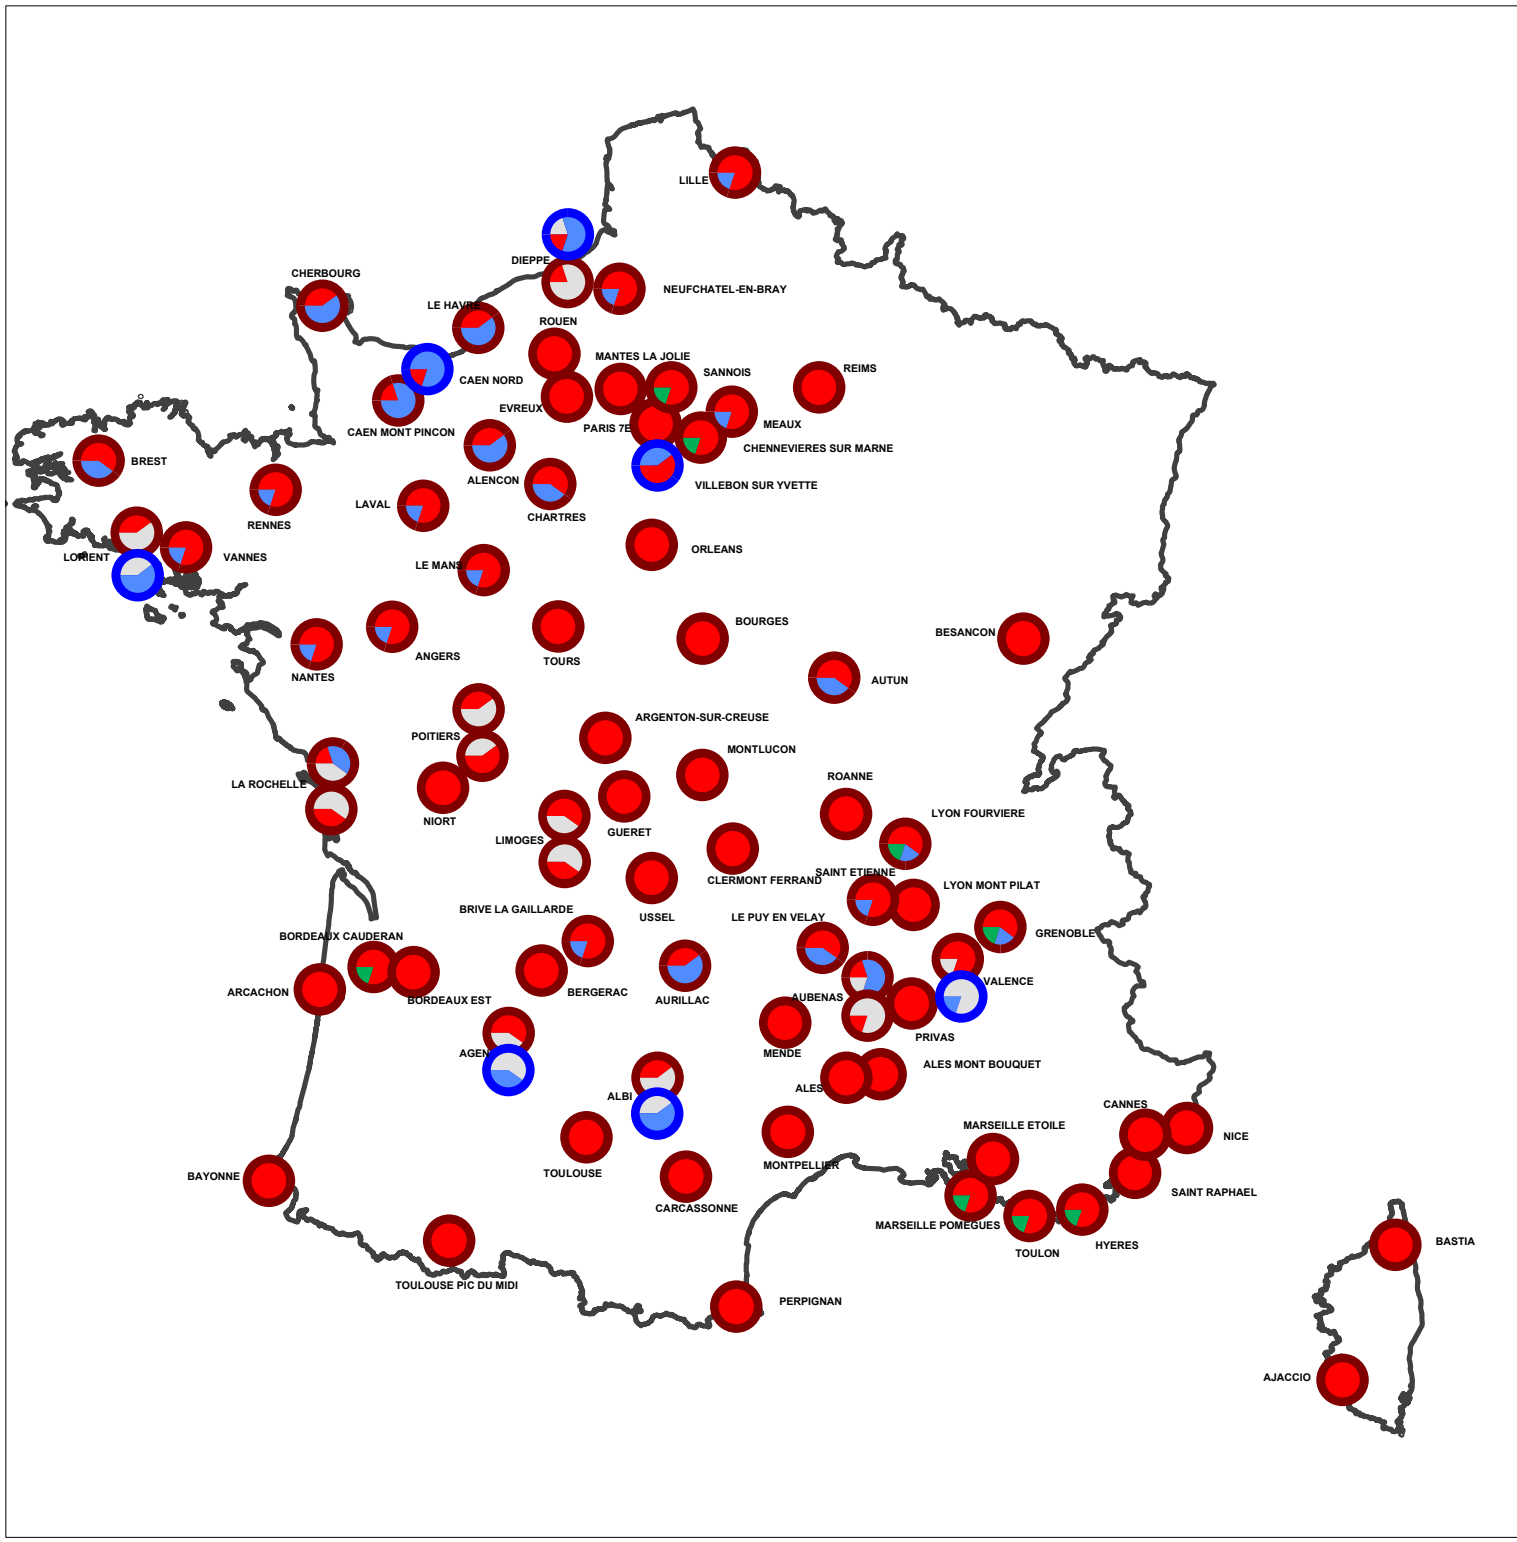 LILLE
DIEPPE
CHERBOURG
NEUFCHATEL-EN-BRAY
LE HAVRE
ROUEN
MANTES LA JOLIE
SANNOIS
REIMS
CAEN NORD
EVREUX
MEAUX
PARIS 7E
CAEN MONT PINCON
CHENNEVIERES SUR MARNE
BREST
ALENCON
VILLEBON SUR YVETTE
LAVAL
CHARTRES
RENNES
ORLEANS
LORIENT
VANNES
LE MANS
BOURGES
BESANCON
ANGERS
TOURS
NANTES
AUTUN
ARGENTON-SUR-CREUSE
POITIERS
MONTLUCON
ROANNE
LA ROCHELLE
LYON FOURVIERE
NIORT
GUERET
LIMOGES
SAINT ETIENNE
CLERMONT FERRAND
LYON MONT PILAT
BRIVE LA GAILLARDE
USSEL
LE PUY EN VELAY
GRENOBLE
BORDEAUX CAUDERAN
VALENCE
ARCACHON
BERGERAC
AUBENAS
BORDEAUX EST
AURILLAC
PRIVAS
AGEN
MENDE
ALES MONT BOUQUET
ALES
ALBI
CANNES
MARSEILLE ETOILE
NICE
MONTPELLIER
TOULOUSE
BAYONNE
SAINT RAPHAEL
CARCASSONNE
MARSEILLE POMEGUES
HYERES
BASTIA
TOULON
TOULOUSE PIC DU MIDI
PERPIGNAN
AJACCIO